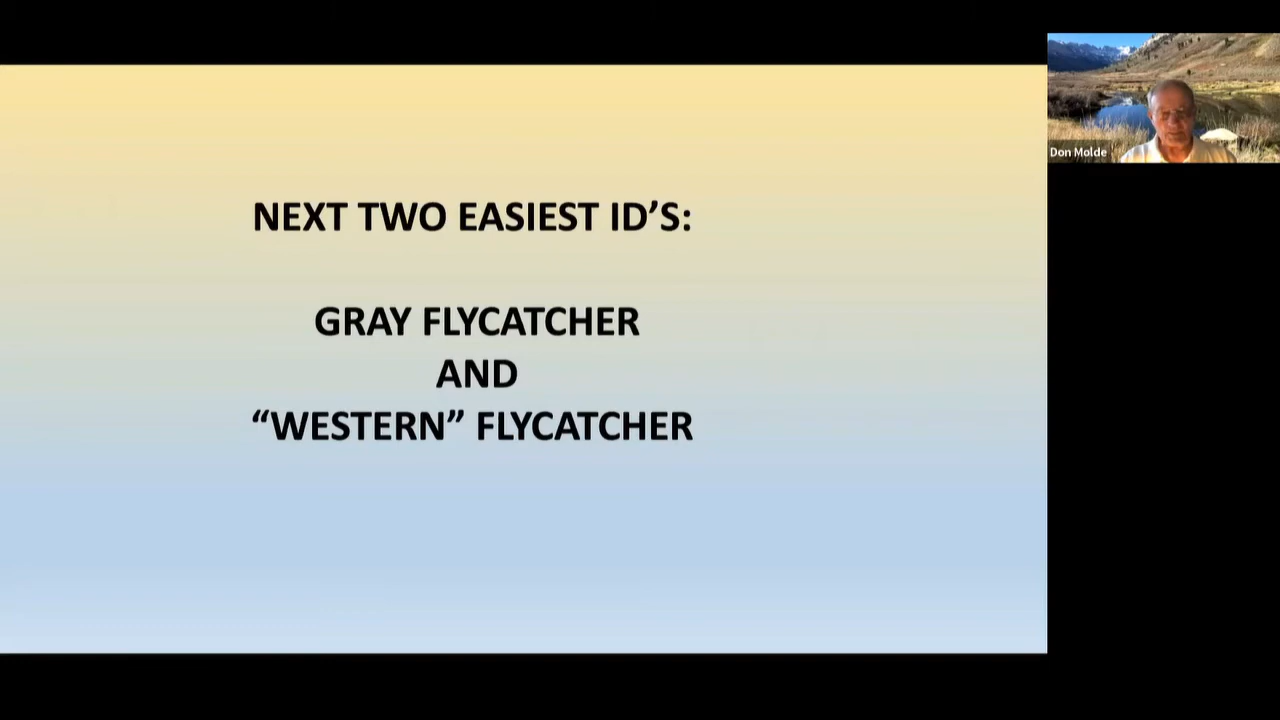 NEXT TWO EASIEST ID’S:
GRAY FLYCATCHER
AND
“WESTERN” FLYCATCHER
Don Molde